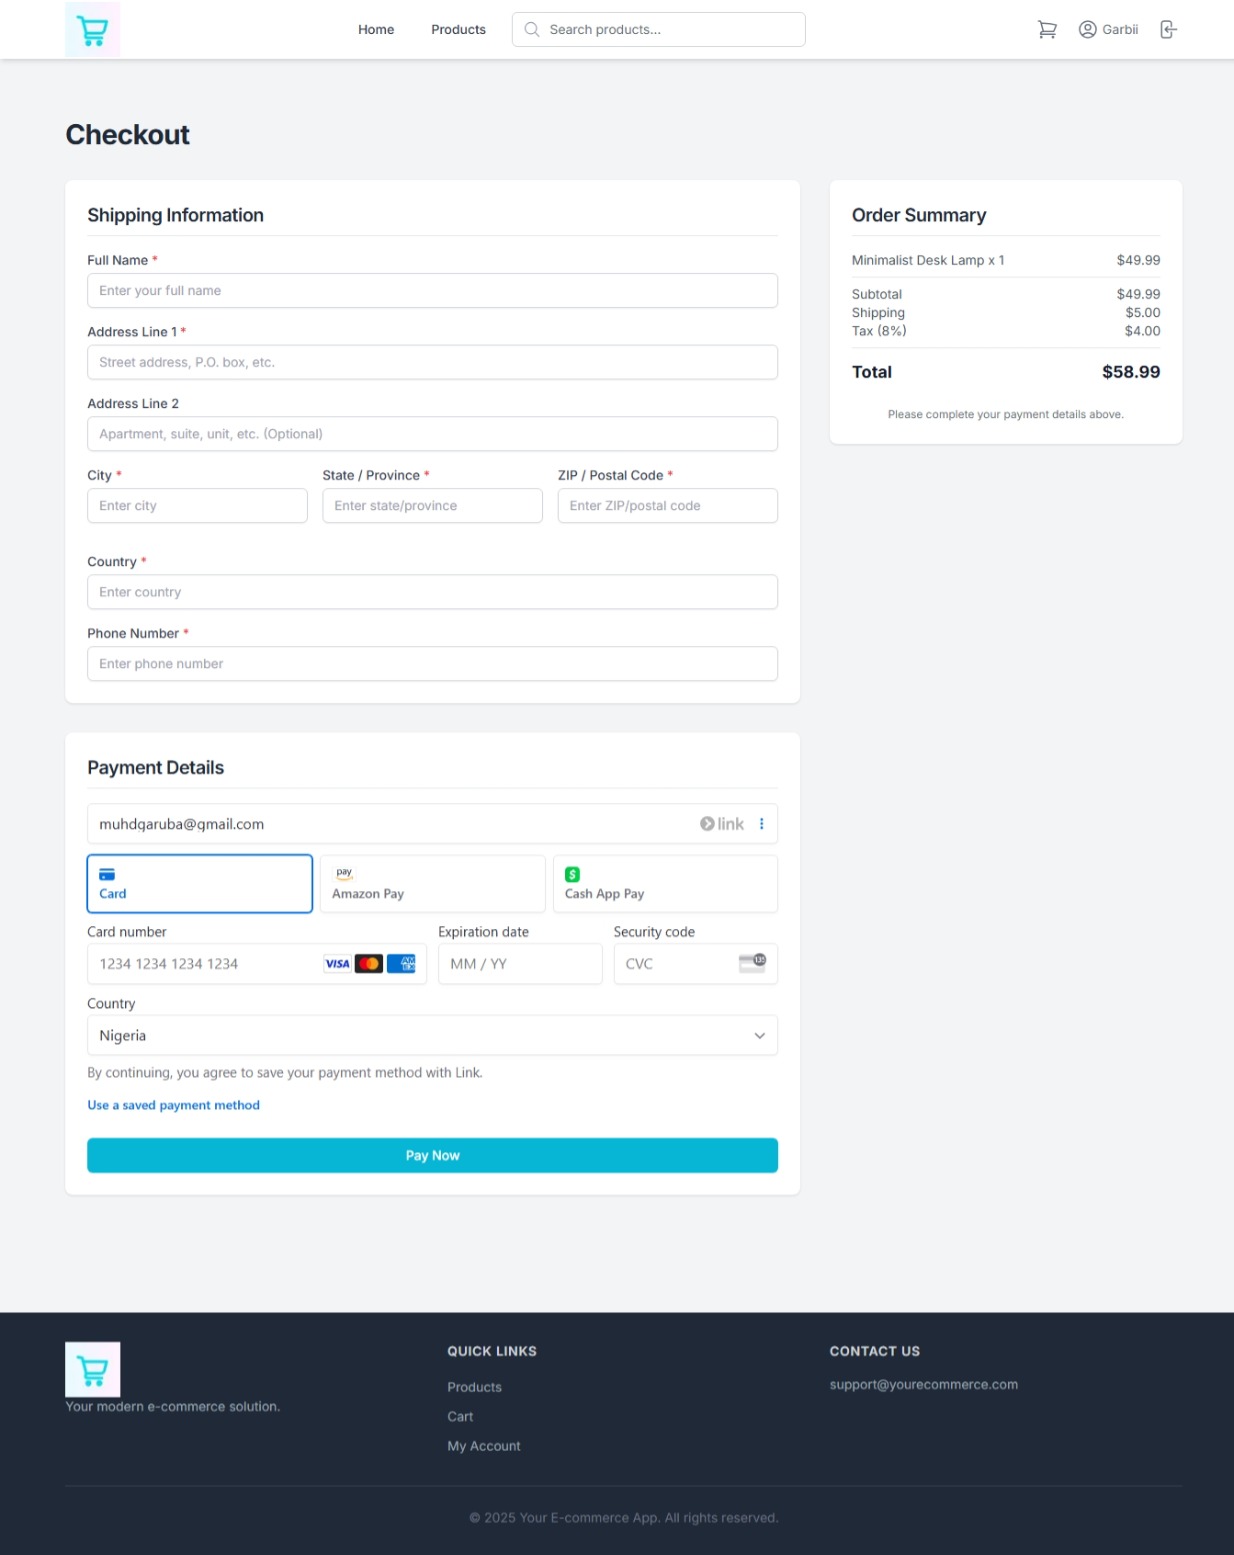 Home Products Search products... Garbii
Checkout
Shipping Information
Full Name *
Enter your full name
Address Line 1 *
Street address, P.O. box, etc.
Address Line 2
Apartment, suite, unit, etc. (Optional)
City * State / Province * ZIP / Postal Code *
Enter city Enter state/province Enter ZIP/postal code
Country *
Enter country
Phone Number *
Enter phone number
Order Summary
Minimalist Desk Lamp x 1 $49.99
Subtotal $49.99
Shipping $5.00
Tax (8%) $4.00
Total $58.99
Please complete your payment details above.
Payment Details
muhdgaruba@gmail.com link
pay
Card Amazon Pay Cash App Pay
Card number Expiration date Security code
1234 1234 1234 1234 VISA AM EX MM / YY CVC 135
Country
Nigeria
By continuing, you agree to save your payment method with Link.
Use a saved payment method
Pay Now
Your modern e-commerce solution.
QUICK LINKS
Products
Cart
My Account
CONTACT US
support@yourecommerce.com
© 2025 Your E-commerce App. All rights reserved.